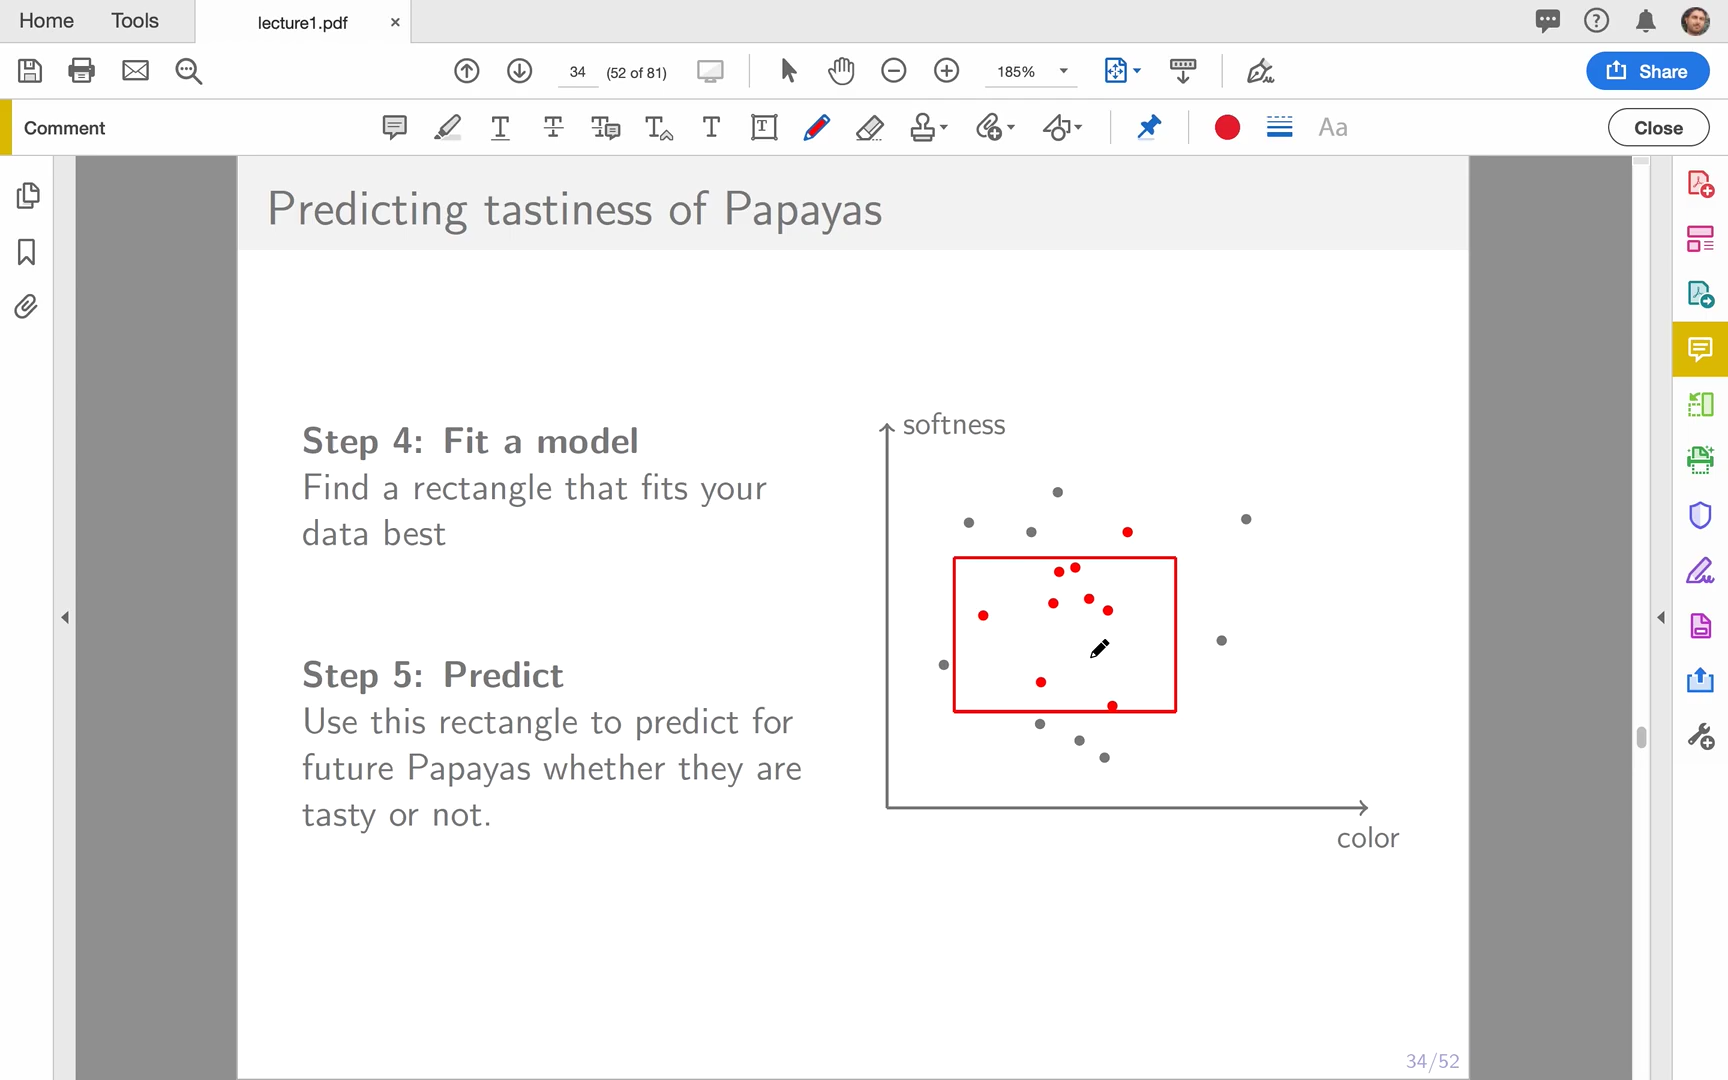 Home
Tools
lecture1.pdf
34
(52 of 81)
185%
Share
Comment
Aa
Close
Predicting tastiness of Papayas
Step 4: Fit a model
Find a rectangle that fits your
data best
Step 5: Predict
Use this rectangle to predict for
future Papayas whether they are
tasty or not.
softness
color
34/52